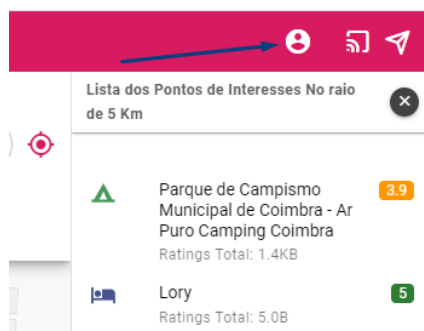 Lista dos Pontos de Interesses No raio
de 5 Km
Parque de Campismo
Municipal de Coimbra - Ar
Puro Camping Coimbra
3.9
Ratings Total: 1.4KB
Lory
5
Ratings Total: 5.0B